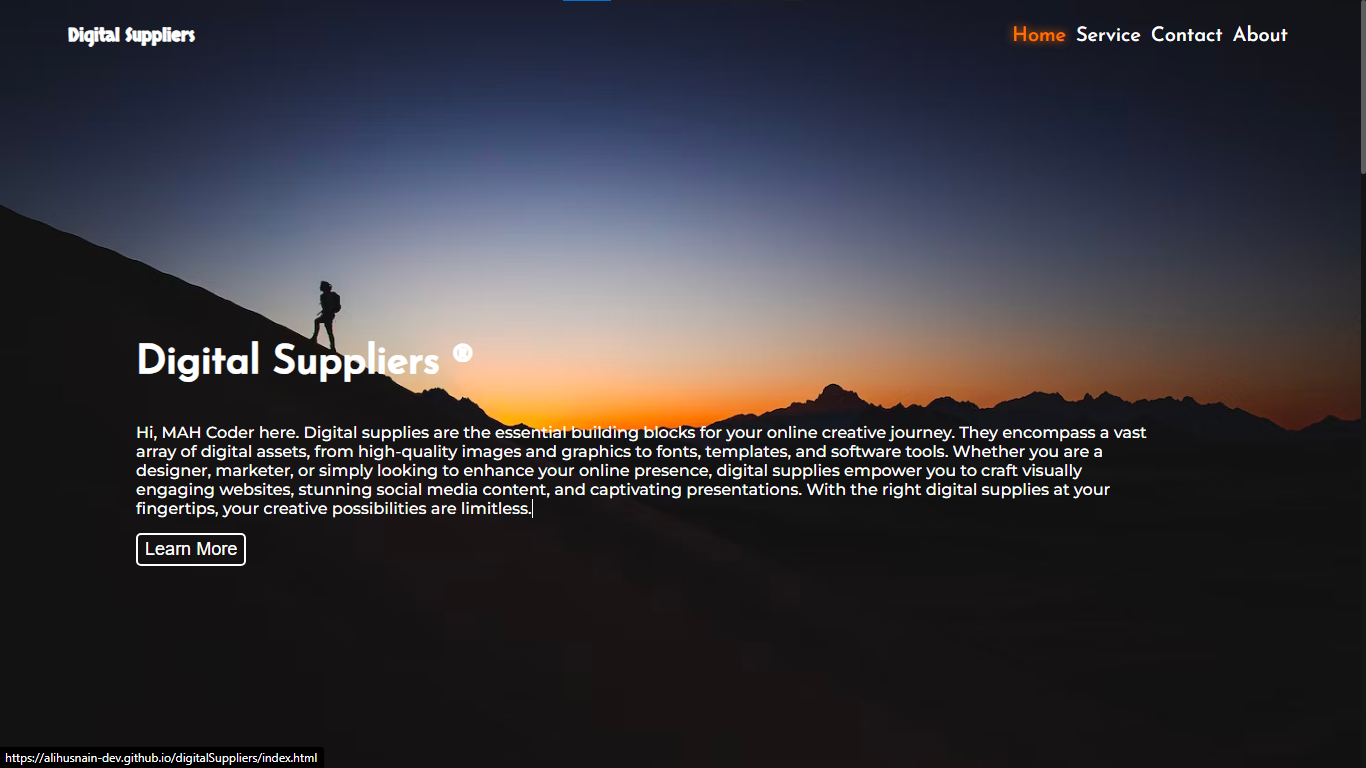 Digital Suppliers
Home Service Contact About
Digital Suppliers
Hi, MAH Coder here. Digital supplies are the essential building blocks for your online creative journey. They encompass a vast
array of digital assets, from high-quality images and graphics to fonts, templates, and software tools. Whether you are a
designer, marketer, or simply looking to enhance your online presence, digital supplies empower you to craft visually
engaging websites, stunning social media content, and captivating presentations. With the right digital supplies at your
fingertips, your creative possibilities are limitless.
Learn More
https://alihusnain-dev.github.io/digitalSuppliers/index.html